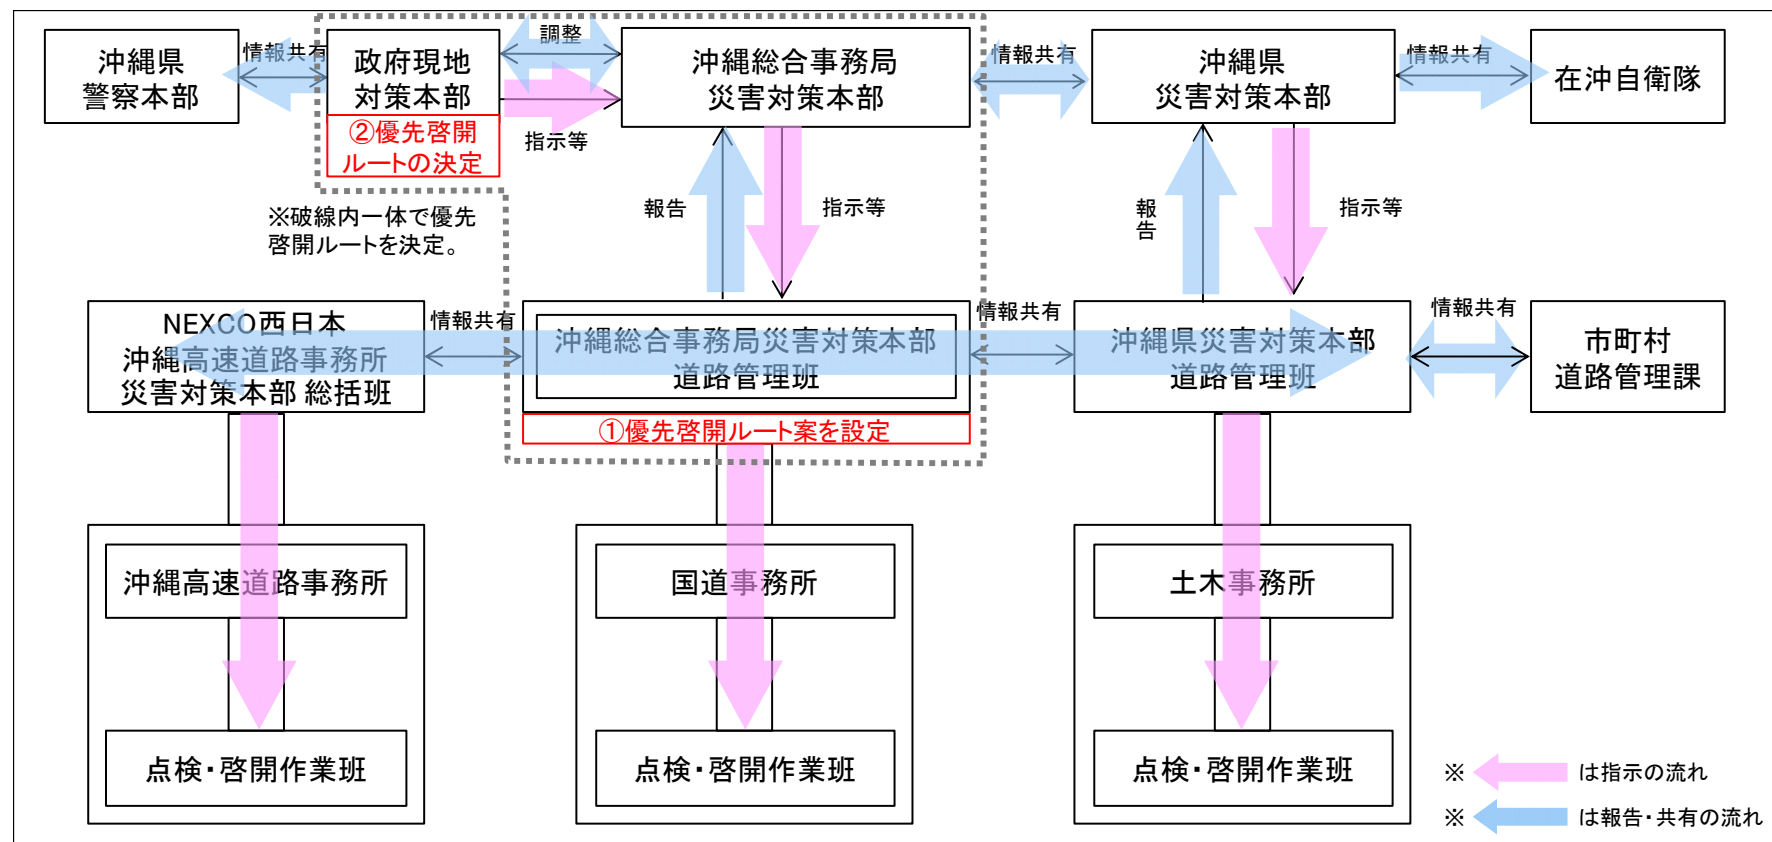 沖縄県
警察本部
情報共有
政府現地
対策本部
②優先啓開
ルートの決定
調整
指示等
沖縄総合事務局
災害対策本部
情報共有
沖縄県
災害対策本部
情報共有
在沖自衛隊
※破線内一体で優先
啓開ルートを決定。
報告
指示等
報
告
指示等
NEXCO西日本
沖縄高速道路事務所
災害対策本部 総括班
情報共有
沖縄総合事務局災害対策本部
道路管理班
①優先啓開ルート案を設定
情報共有
沖縄県災害対策本部
道路管理班
情報共有
市町村
道路管理課
沖縄高速道路事務所
国道事務所
土木事務所
点検・啓開作業班
点検・啓開作業班
点検・啓開作業班
※ は指示の流れ
※ は報告・共有の流れ